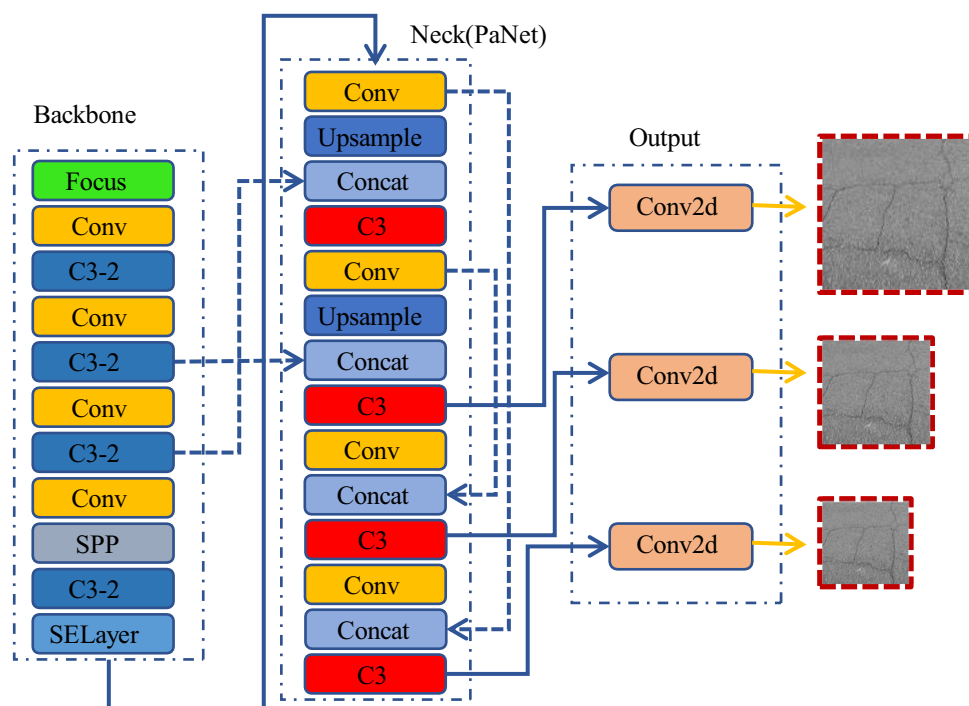 Backbone
Focus
Conv
C3-2
Conv
C3-2
Conv
C3-2
Conv
SPP
C3-2
SELayer
Neck(PaNet)
Conv
Upsample
Concat
C3
Conv
Upsample
Concat
C3
Conv
Concat
C3
Conv
Concat
C3
Output
Conv2d
Conv2d
Conv2d